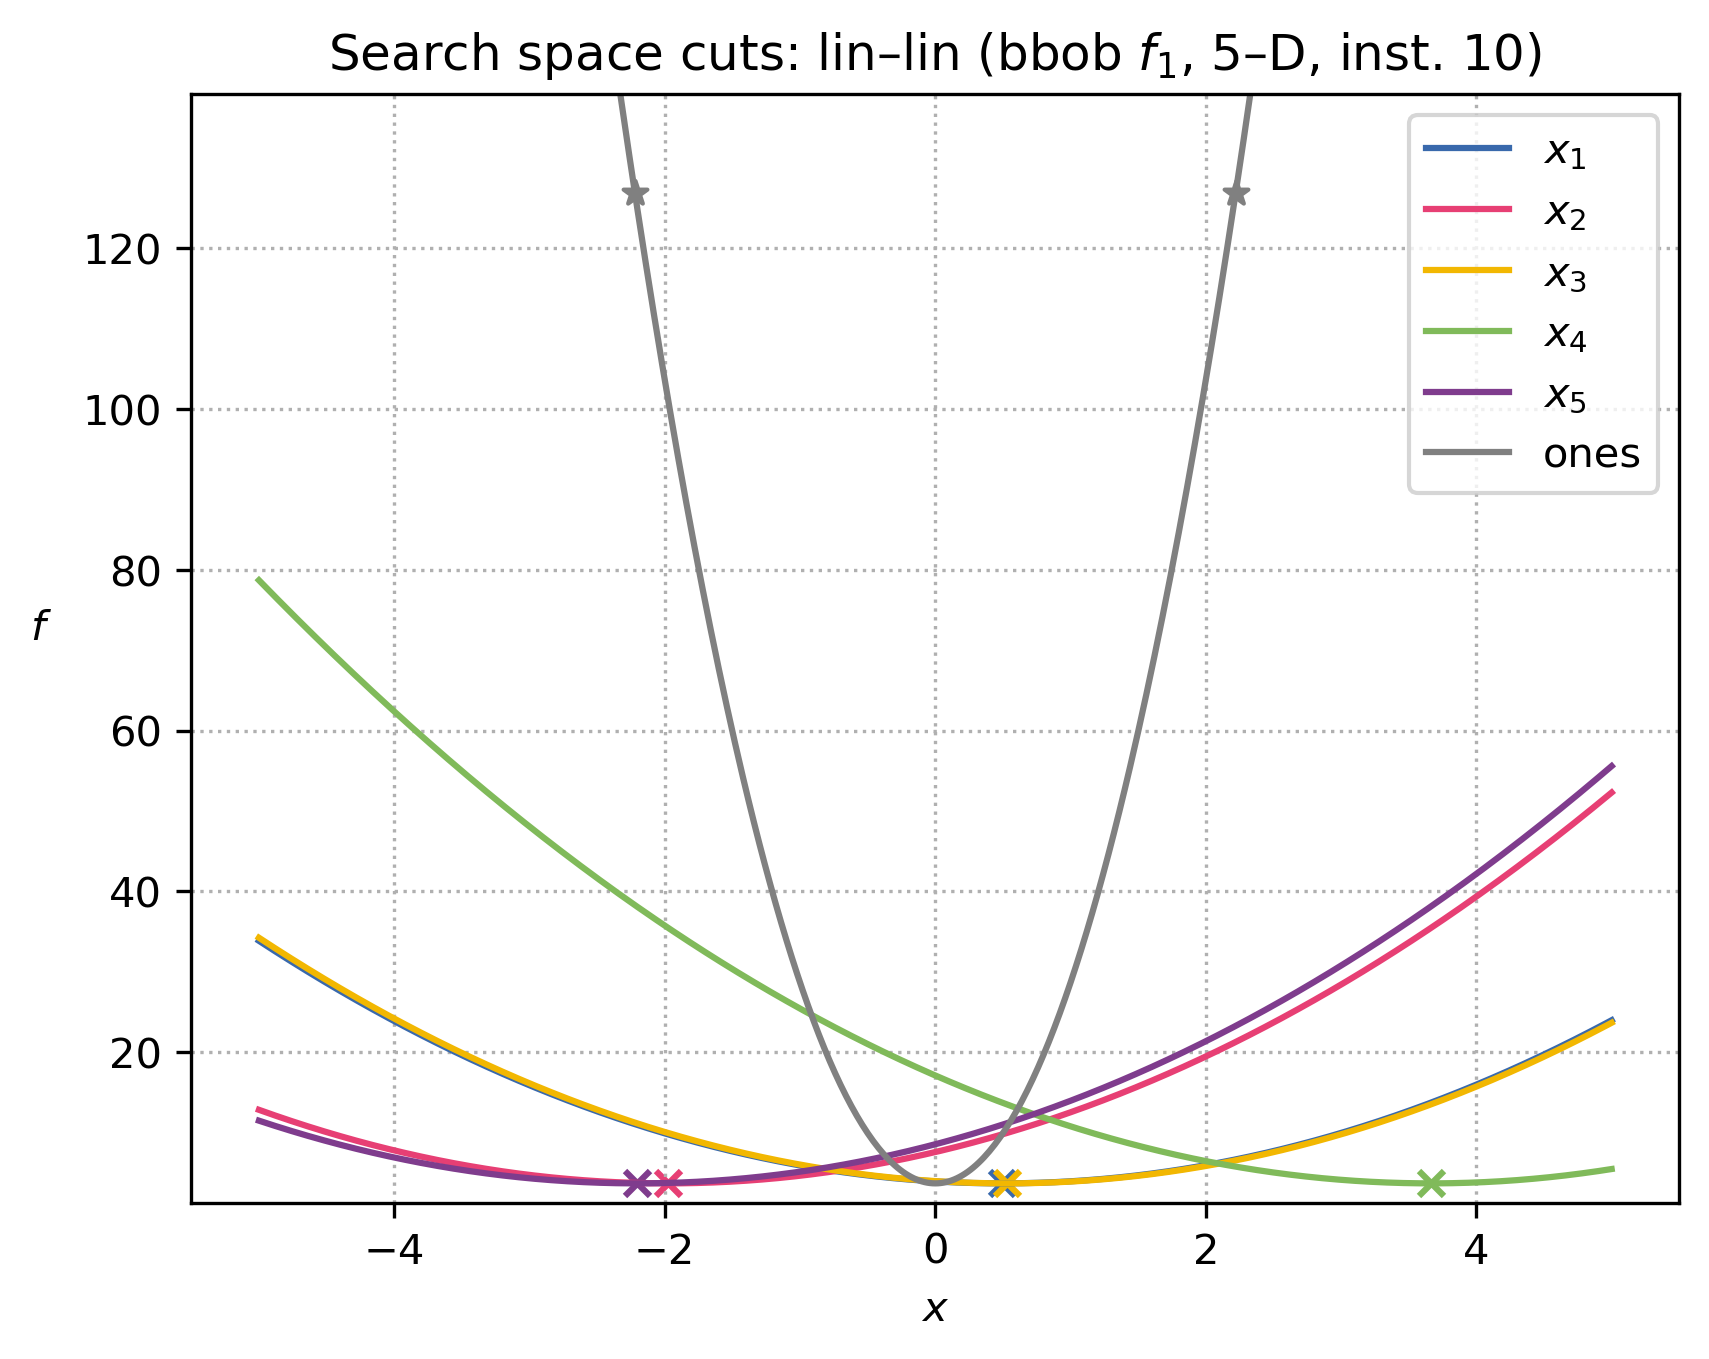 Search space cuts: lin–lin (bbob f₁, 5–D, inst. 10)
x₁
x₂
x₃
x₄
x₅
ones
120
100
80
60
40
20
f
−4 −2 0 2 4
x